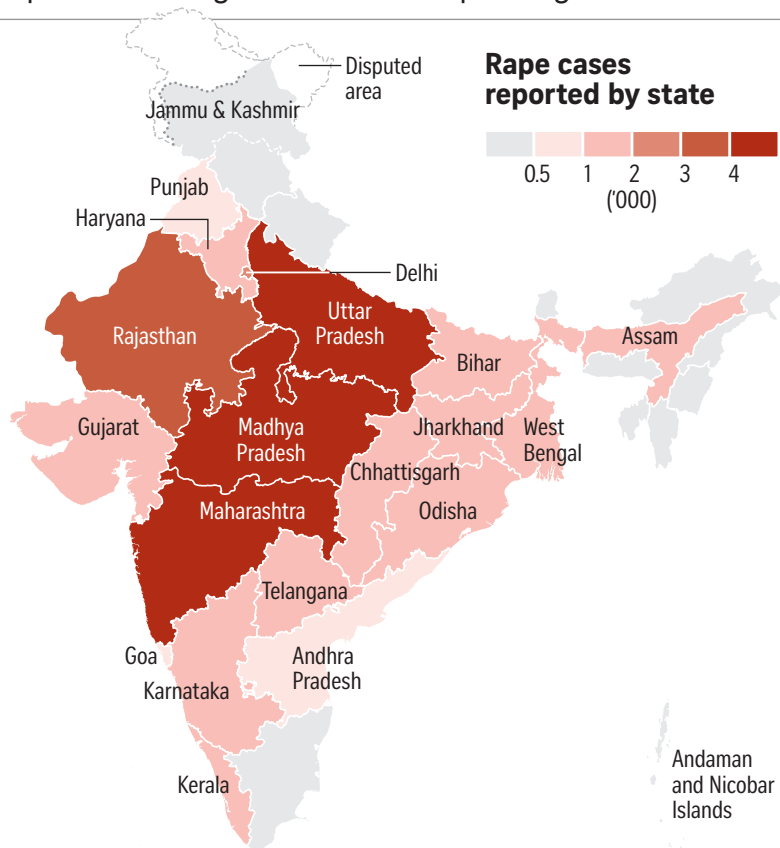 Disputed
area
Rape cases
reported by state
0.5 1 2 3 4
('000)
Jammu & Kashmir
Punjab
Haryana
Delhi
Uttar
Pradesh
Rajasthan
Assam
Bihar
Gujarat
Madhya
Pradesh
Jharkhand
West
Bengal
Chhattisgarh
Maharashtra
Odisha
Telangana
Goa
Andhra
Pradesh
Karnataka
Kerala
Andaman
and Nicobar
Islands